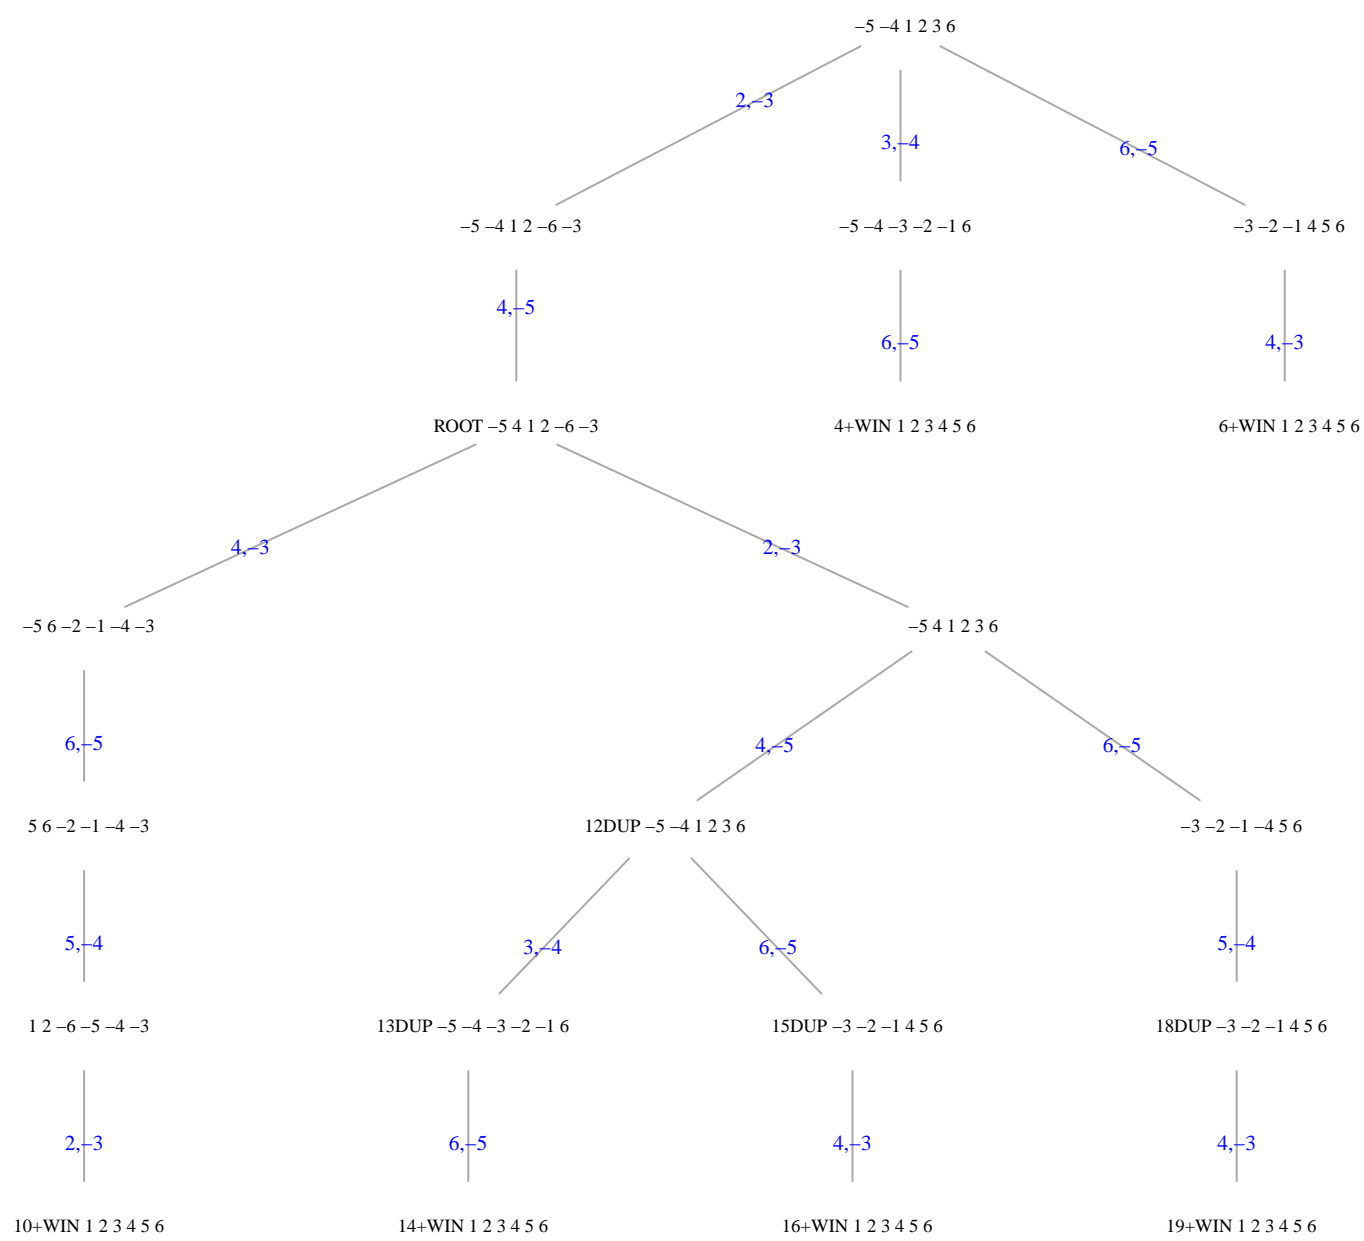 –5 –4 1 2 3 6
2,–3
3,–4
6,–5
–5 –4 1 2 –6 –3
–5 –4 –3 –2 –1 6
–3 –2 –1 4 5 6
4,–5
6,–5
4,–3
ROOT –5 4 1 2 –6 –3
4+WIN 1 2 3 4 5 6
6+WIN 1 2 3 4 5 6
4,–3
2,–3
–5 6 –2 –1 –4 –3
–5 4 1 2 3 6
6,–5
4,–5
6,–5
5 6 –2 –1 –4 –3
12DUP –5 –4 1 2 3 6
–3 –2 –1 –4 5 6
5,–4
3,–4
6,–5
5,–4
1 2 –6 –5 –4 –3
13DUP –5 –4 –3 –2 –1 6
15DUP –3 –2 –1 4 5 6
18DUP –3 –2 –1 4 5 6
2,–3
6,–5
4,–3
4,–3
10+WIN 1 2 3 4 5 6
14+WIN 1 2 3 4 5 6
16+WIN 1 2 3 4 5 6
19+WIN 1 2 3 4 5 6